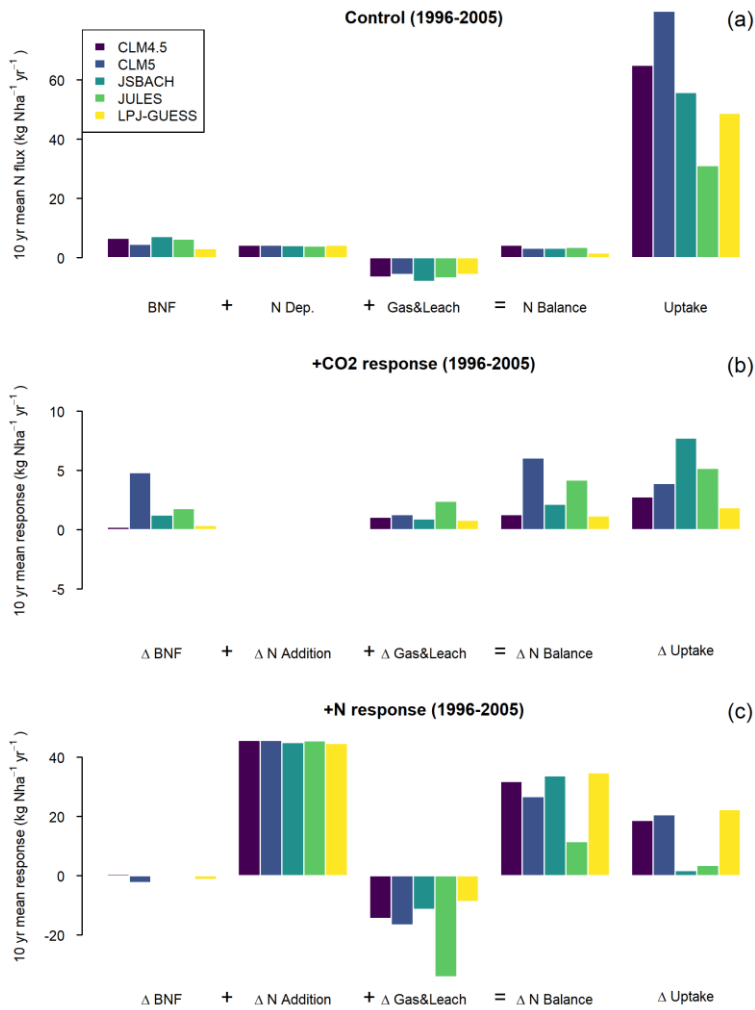 Control (1996-2005)
(a)
CLM4.5
CLM5
JSBACH
JULES
LPJ-GUESS
10 yr mean N flux (kg Nha⁻¹ yr⁻¹ )
60
40
20
0
BNF + N Dep. + Gas&Leach = N Balance Uptake
+CO2 response (1996-2005)
(b)
10 yr mean response (kg Nha⁻¹ yr⁻¹ )
10
5
0
-5
Δ BNF + Δ N Addition + Δ Gas&Leach = Δ N Balance Δ Uptake
+N response (1996-2005)
(c)
10 yr mean response (kg Nha⁻¹ yr⁻¹ )
40
20
0
-20
Δ BNF + Δ N Addition + Δ Gas&Leach = Δ N Balance Δ Uptake